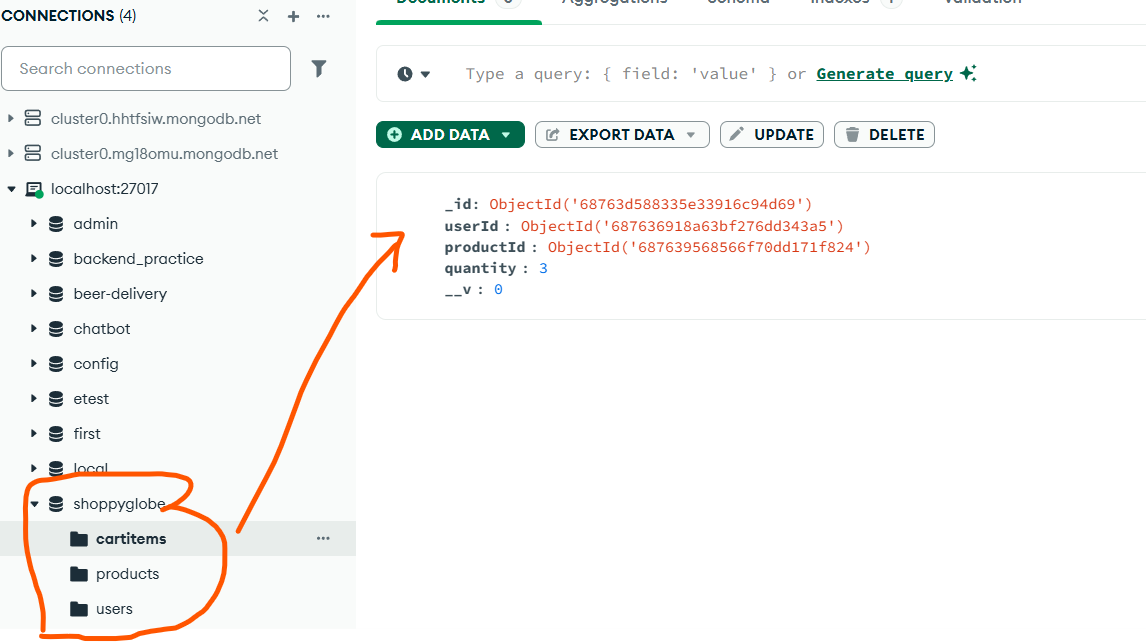 CONNECTIONS (4)
Search connections
cluster0.hhtfsiw.mongodb.net
cluster0.mg18omu.mongodb.net
localhost:27017
admin
backend_practice
beer-delivery
chatbot
config
etest
first
local
shoppyglobe
cartitems
products
users
Documents
Aggregations
Schema
Indexes
Validation
Type a query: { field: 'value' } or Generate query
ADD DATA
EXPORT DATA
UPDATE
DELETE
_id: ObjectId('68763d588335e33916c94d69')
userId : ObjectId('687636918a63bf276dd343a5')
productId : ObjectId('687639568566f70dd171f824')
quantity : 3
__v : 0